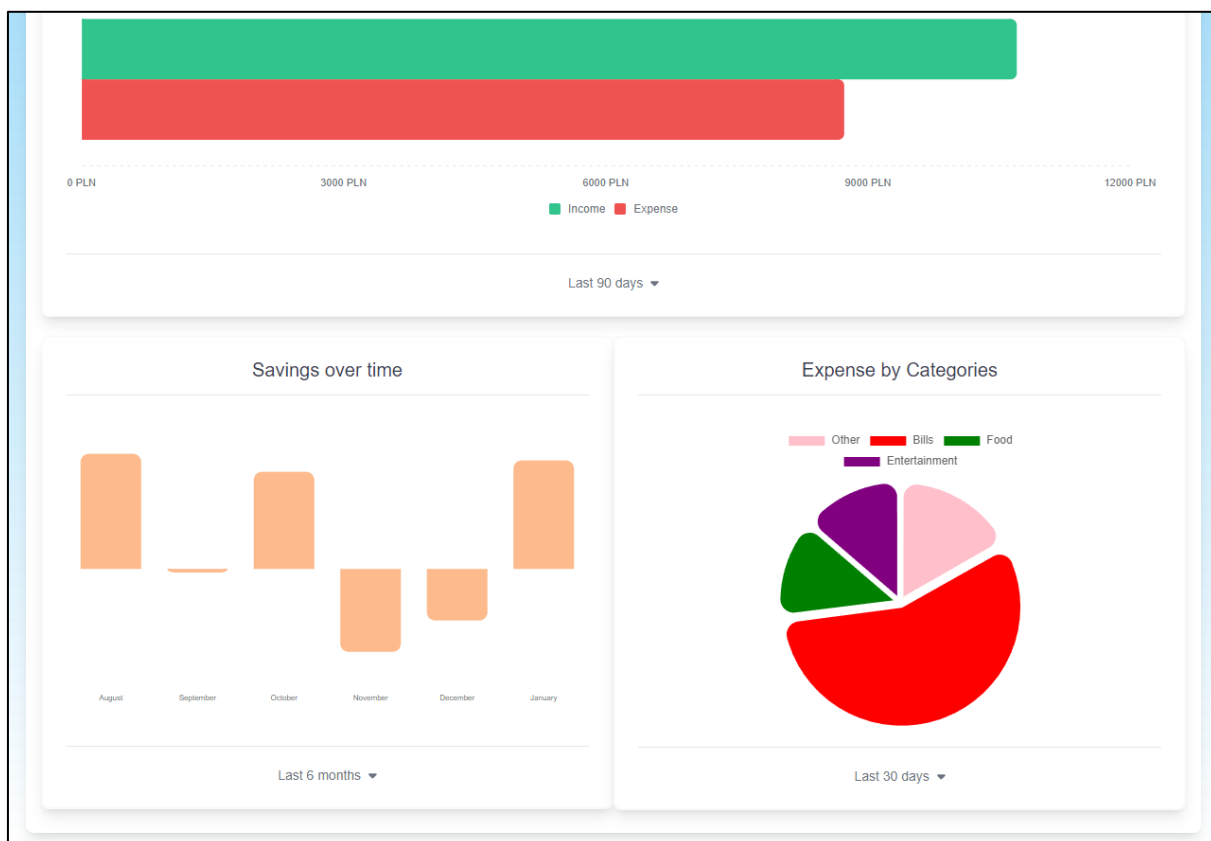 0 PLN 3000 PLN 6000 PLN 9000 PLN 12000 PLN
Income Expense
Last 90 days
Savings over time
August September October November December January
Last 6 months
Expense by Categories
Other Bills Food
Entertainment
Last 30 days